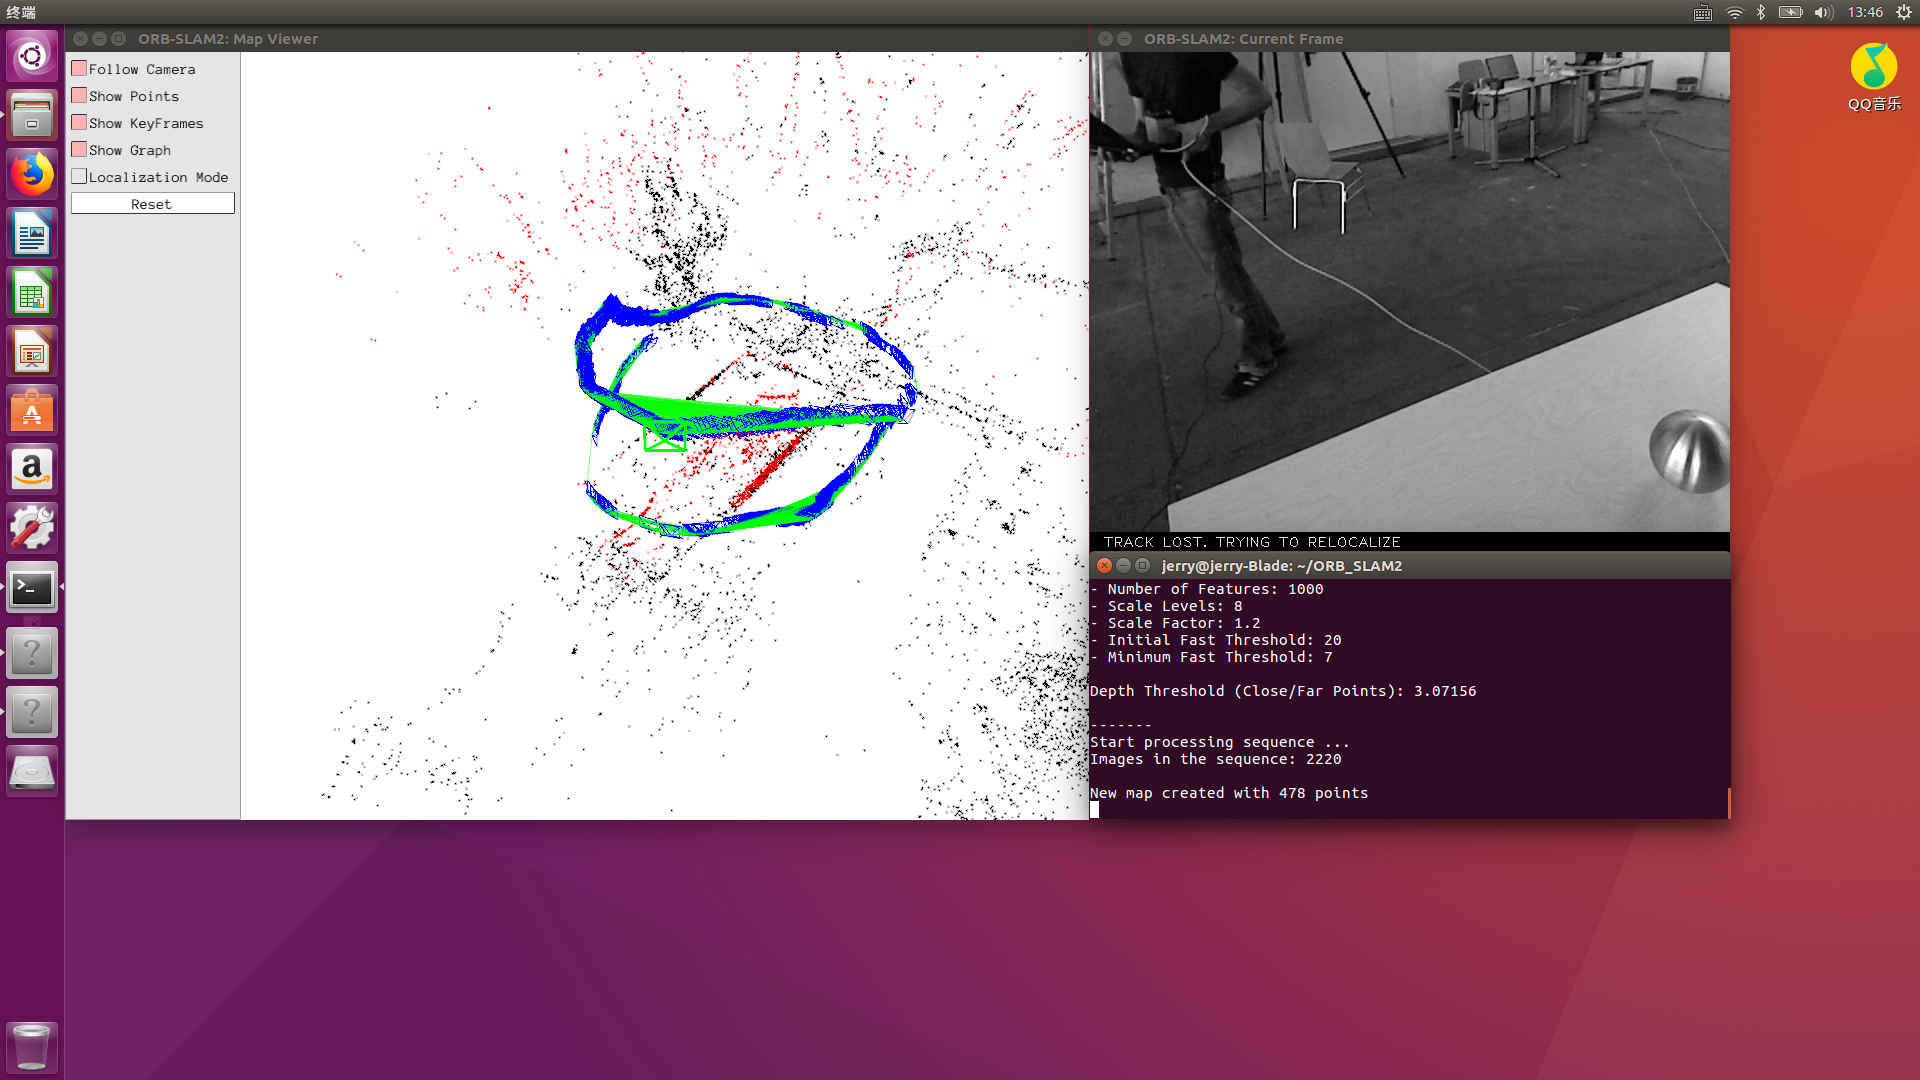 终端
13:46
ORB-SLAM2: Map Viewer
Follow Camera
Show Points
Show KeyFrames
Show Graph
Localization Mode
Reset
ORB-SLAM2: Current Frame
TRACK LOST. TRYING TO RELOCALIZE
jerry@jerry-Blade: ~/ORB_SLAM2
- Number of Features: 1000
- Scale Levels: 8
- Scale Factor: 1.2
- Initial Fast Threshold: 20
- Minimum Fast Threshold: 7
Depth Threshold (Close/Far Points): 3.07156
-------
Start processing sequence ...
Images in the sequence: 2220
New map created with 478 points
QQ音乐